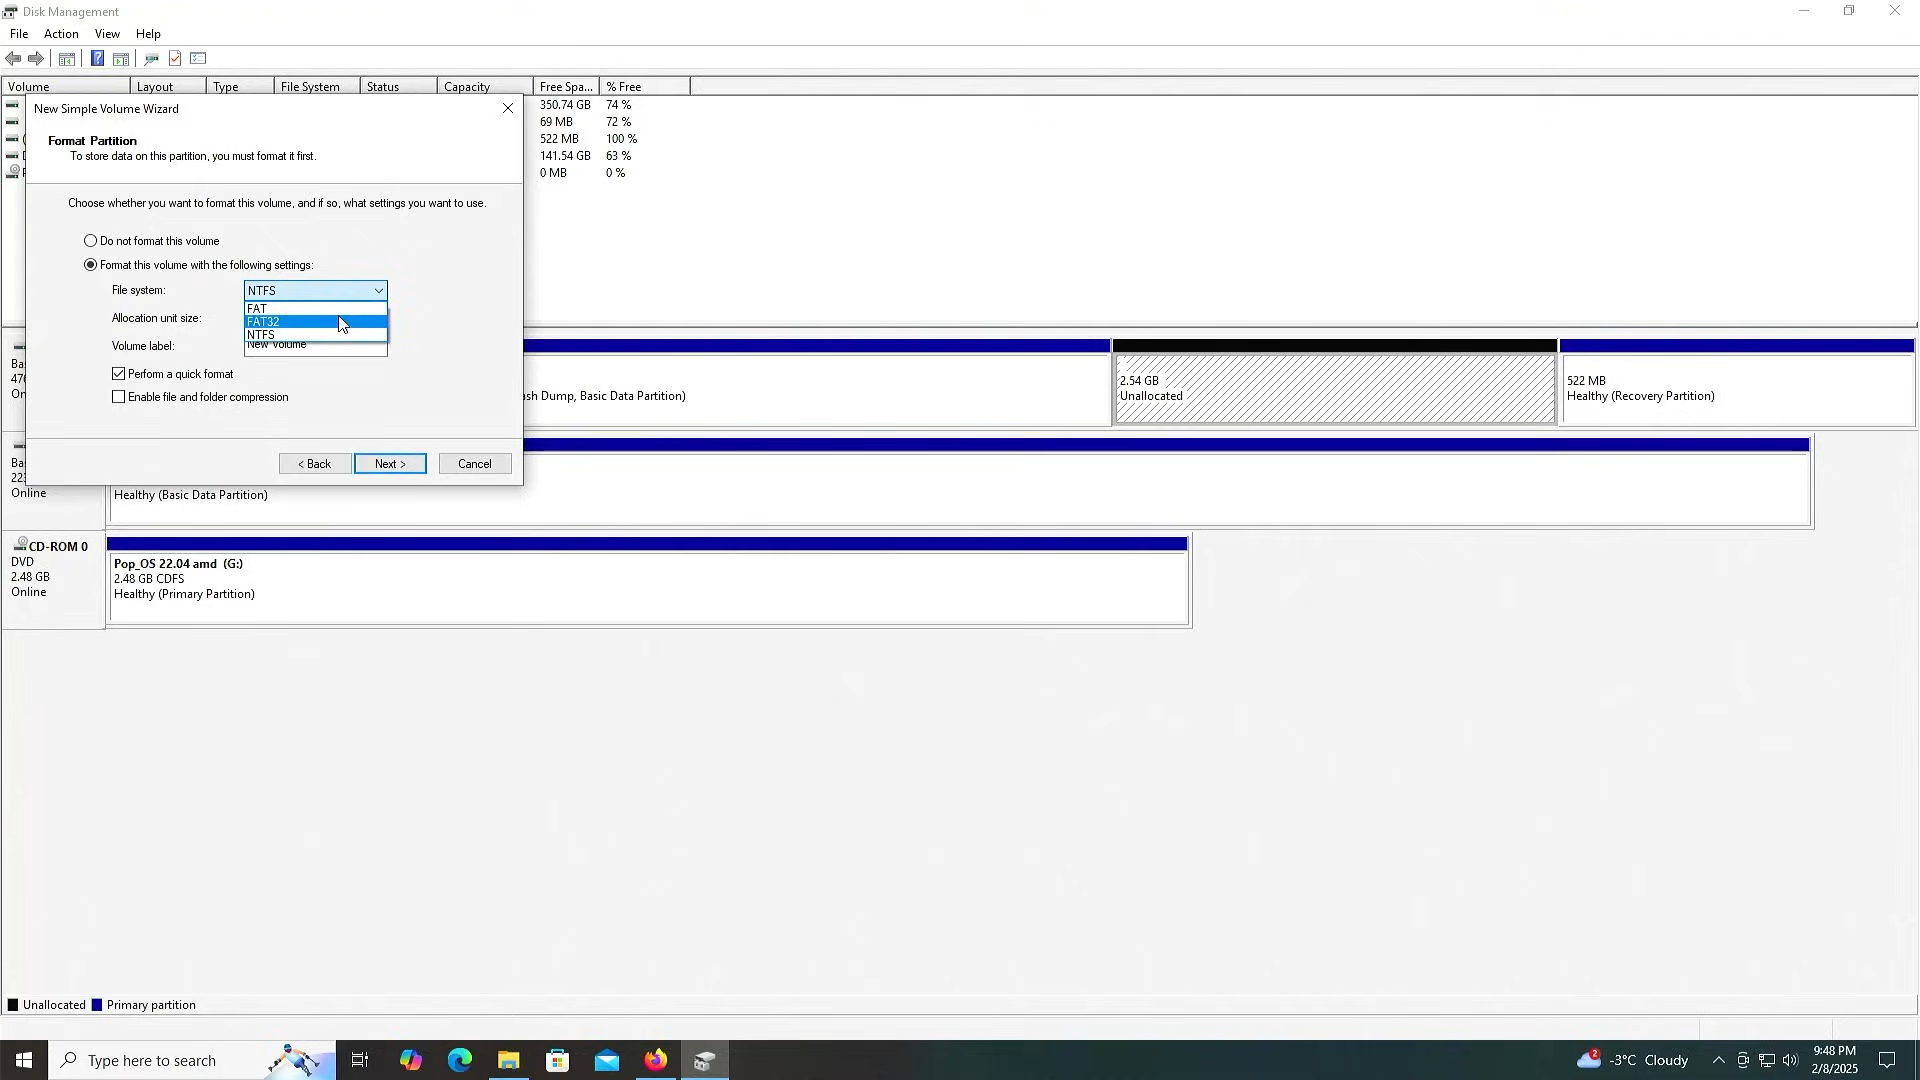 Disk Management
File Action View Help
Volume Layout Type File System Status Capacity Free Spa... % Free
350.74 GB 74 %
69 MB 72 %
522 MB 100 %
141.54 GB 63 %
0 MB 0 %
New Simple Volume Wizard
Format Partition
To store data on this partition, you must format it first.
Choose whether you want to format this volume, and if so, what settings you want to use.
Do not format this volume
Format this volume with the following settings:
File system: NTFS
FAT
FAT32
NTFS
Allocation unit size:
Volume label: New Volume
Perform a quick format
Enable file and folder compression
< Back Next > Cancel
Bas
476
On
ash Dump, Basic Data Partition)
2.54 GB
Unallocated
522 MB
Healthy (Recovery Partition)
Bas
223
Online
Healthy (Basic Data Partition)
CD-ROM 0
DVD
2.48 GB
Online
Pop_OS 22.04 amd (G:)
2.48 GB CDFS
Healthy (Primary Partition)
Unallocated Primary partition
Type here to search
2
-3°C Cloudy
9:48 PM
2/8/2025